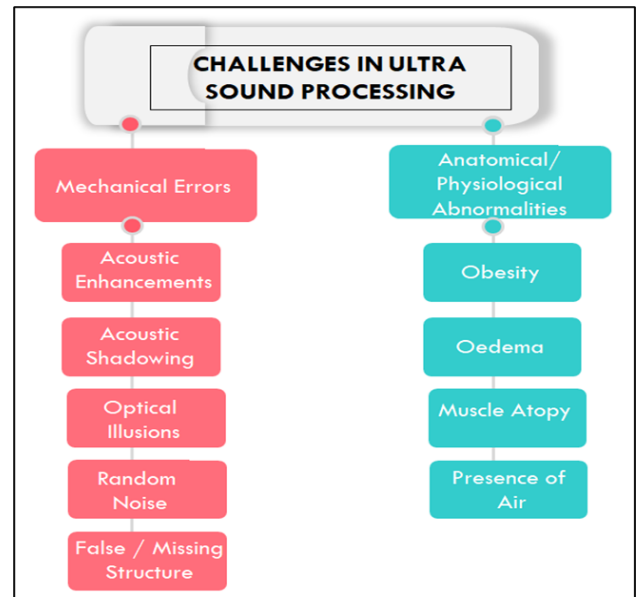 CHALLENGES IN ULTRA
SOUND PROCESSING
Mechanical Errors
Acoustic
Enhancements
Acoustic
Shadowing
Optical
Illusions
Random
Noise
False / Missing
Structure
Anatomical/
Physiological
Abnormalities
Obesity
Oedema
Muscle Atopy
Presence of
Air